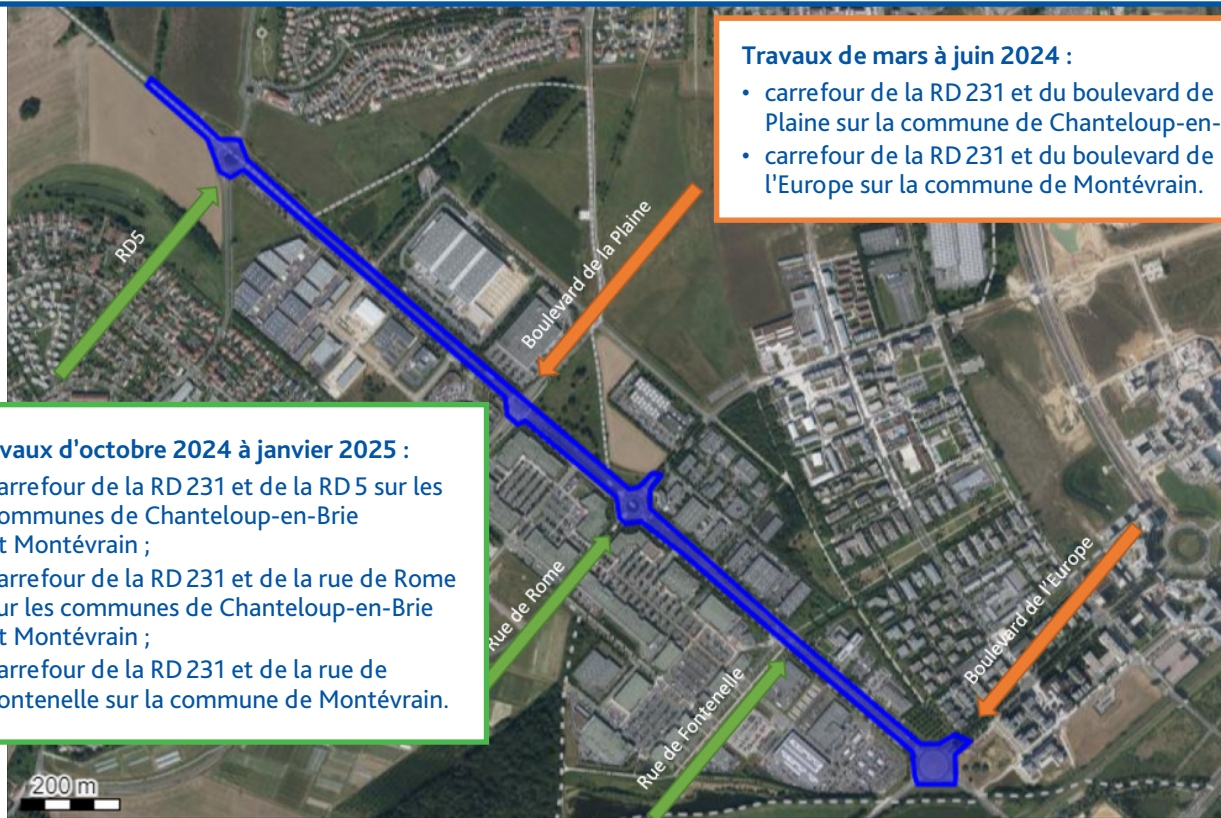 Travaux de mars à juin 2024 :
• carrefour de la RD 231 et du boulevard de
Plaine sur la commune de Chanteloup-en-
• carrefour de la RD 231 et du boulevard de
l'Europe sur la commune de Montévrain.
RD5
Boulevard de la Plaine
vaux d'octobre 2024 à janvier 2025 :
arrefour de la RD 231 et de la RD 5 sur les
ommunes de Chanteloup-en-Brie
t Montévrain ;
arrefour de la RD 231 et de la rue de Rome
ur les communes de Chanteloup-en-Brie
t Montévrain ;
arrefour de la RD 231 et de la rue de
ontenelle sur la commune de Montévrain.
Rue de Rome
Rue de Fontenelle
Boulevard de l'Europe
200 m